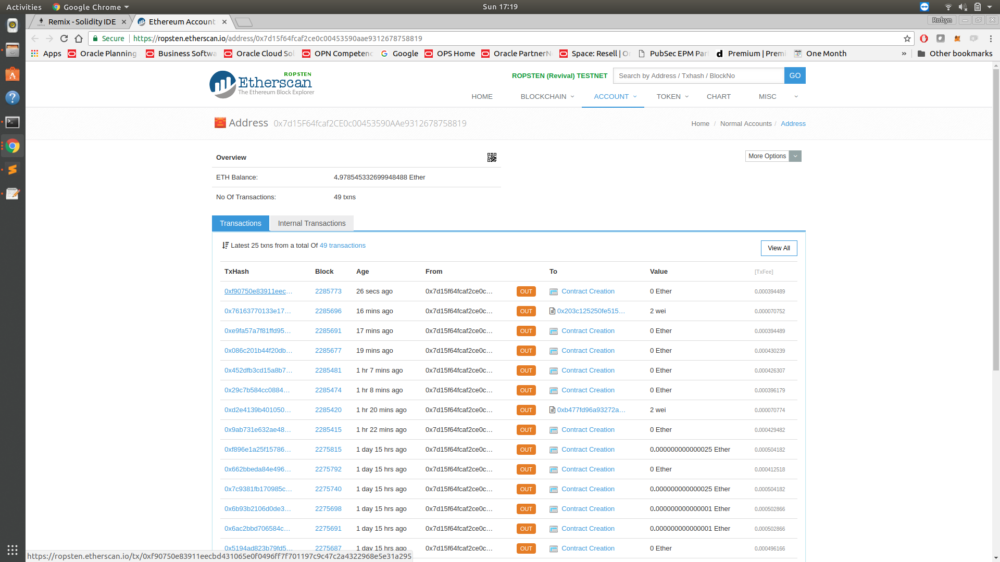 Activities Google Chrome Sun 17:19
Remix - Solidity IDE Ethereum Account Robyn
Secure https://ropsten.etherscan.io/address/0x7d15f64fcaf2ce0c00453590aae9312678758819
Apps Oracle Planning Business Softwa Oracle Cloud Sol OPN Competenc Google OPS Home Oracle PartnerN Space: Resell | O PubSec EPM Par Premium | Premi One Month » Other bookmarks
ROPSTEN
Etherscan
The Ethereum Block Explorer
ROPSTEN (Revival) TESTNET Search by Address / Txhash / BlockNo GO
HOME BLOCKCHAIN ACCOUNT TOKEN CHART MISC
Address 0x7d15F64fcaf2CE0c00453590AAe9312678758819 Home / Normal Accounts / Address
Overview More Options
ETH Balance: 4.978545332699948488 Ether
No Of Transactions: 49 txns
Transactions Internal Transactions
Latest 25 txns from a total Of 49 transactions View All
TxHash Block Age From To Value [TxFee]
0xf90750e83911eec... 2285773 26 secs ago 0x7d15f64fcaf2ce0c... OUT Contract Creation 0 Ether 0.000394489
0x76163770133e17... 2285696 16 mins ago 0x7d15f64fcaf2ce0c... OUT 0x203c125250fe515... 2 wei 0.000070752
0xe9fa57a7f81ffd95... 2285691 17 mins ago 0x7d15f64fcaf2ce0c... OUT Contract Creation 0 Ether 0.000394489
0x086c201b44f20db... 2285677 19 mins ago 0x7d15f64fcaf2ce0c... OUT Contract Creation 0 Ether 0.000430239
0x452dfb3cd15a8b7... 2285481 1 hr 7 mins ago 0x7d15f64fcaf2ce0c... OUT Contract Creation 0 Ether 0.000426307
0x29c7b584cc0884... 2285474 1 hr 8 mins ago 0x7d15f64fcaf2ce0c... OUT Contract Creation 0 Ether 0.000396179
0xd2e4139b401050... 2285420 1 hr 20 mins ago 0x7d15f64fcaf2ce0c... OUT 0xb477fd96a93272a... 2 wei 0.000070774
0x9ab731e632ae48... 2285415 1 hr 22 mins ago 0x7d15f64fcaf2ce0c... OUT Contract Creation 0 Ether 0.000429482
0xf896e1a25f15786... 2275815 1 day 15 hrs ago 0x7d15f64fcaf2ce0c... OUT Contract Creation 0.000000000000025 Ether 0.000504182
0x662bbeda84e496... 2275792 1 day 15 hrs ago 0x7d15f64fcaf2ce0c... OUT Contract Creation 0 Ether 0.000412518
0x7c9381fb170985c... 2275740 1 day 15 hrs ago 0x7d15f64fcaf2ce0c... OUT Contract Creation 0.000000000000025 Ether 0.000504182
0x6b93b2106d0de3... 2275698 1 day 15 hrs ago 0x7d15f64fcaf2ce0c... OUT Contract Creation 0.000000000000001 Ether 0.000502866
0x6ac2bbd706584c... 2275691 1 day 15 hrs ago 0x7d15f64fcaf2ce0c... OUT Contract Creation 0.000000000000001 Ether 0.000502866
0x5194ad823b79fd5... 2275687 1 day 15 hrs ago 0x7d15f64fcaf2ce0c... OUT Contract Creation 0 Ether 0.000496166
https://ropsten.etherscan.io/tx/0xf90750e83911eecbd431065e0f0496ff7f701197c9c47c2a4322968e5e31a295